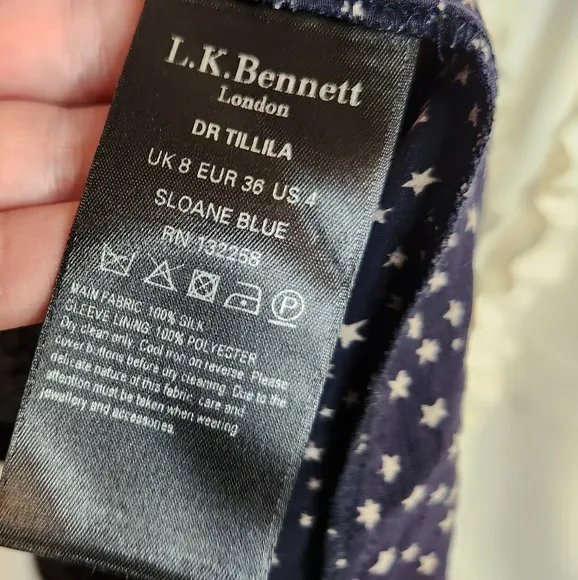 L.K.Bennett
London
DR TILLILA
UK 8 EUR 36 US 4
SLOANE BLUE
RN 132256
P
MAIN FABRIC: 100% SILK
SLEEVE LINING: 100% POLYESTER
Dry clean only. Cool iron on reverse. Please
cover buttons before dry cleaning. Due to the
delicate nature of this fabric, care and
attention must be taken when wearing
jewellery and accessories.